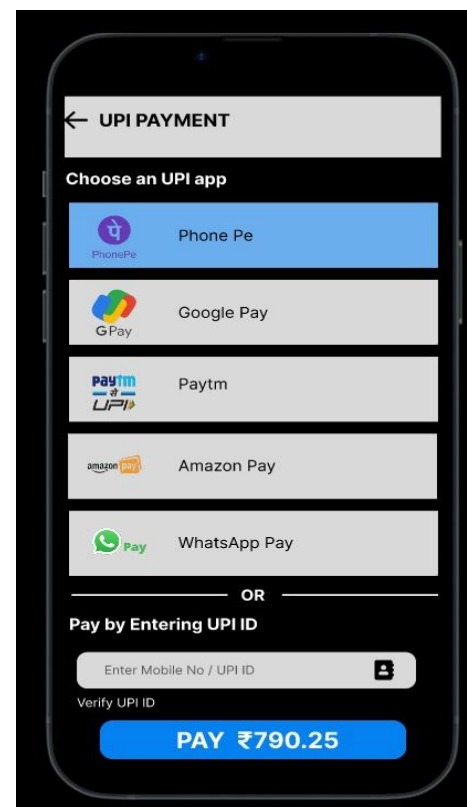 ← UPI PAYMENT
Choose an UPI app
पे
PhonePe
Phone Pe
G Pay
Google Pay
Paytm
से
UPI
Paytm
amazon pay
Amazon Pay
Pay
WhatsApp Pay
OR
Pay by Entering UPI ID
Enter Mobile No / UPI ID
Verify UPI ID
PAY ₹790.25